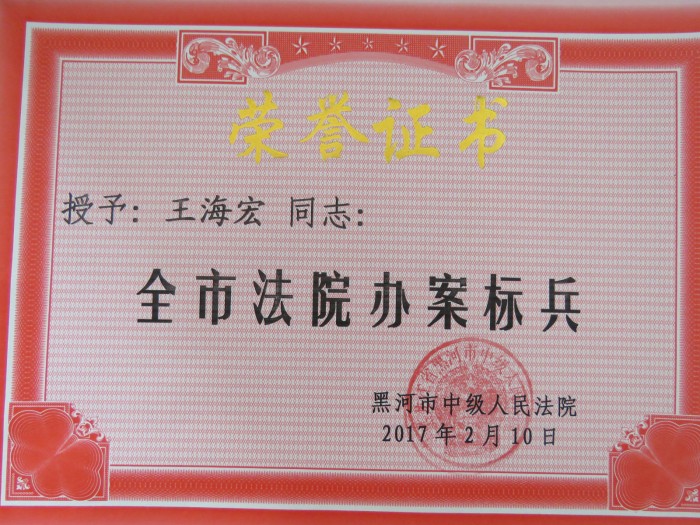 荣誉证书
授予：王海宏 同志：
全市法院办案标兵
黑河市中级人民法院
2017年2月10日